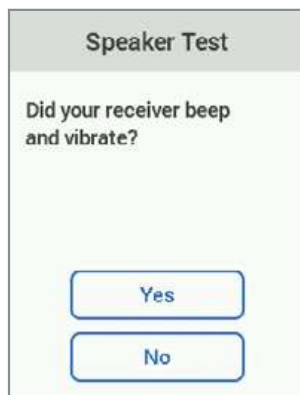 Speaker Test
Did your receiver beep
and vibrate?
Yes
No